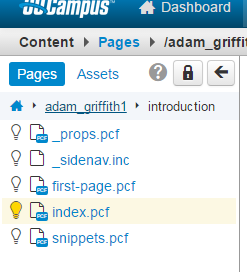 Campus Dashboard
Content Pages /adam_griffi
Pages Assets
adam_griffith1 introduction
_props.pcf
_sidenav.inc
first-page.pcf
index.pcf
snippets.pcf